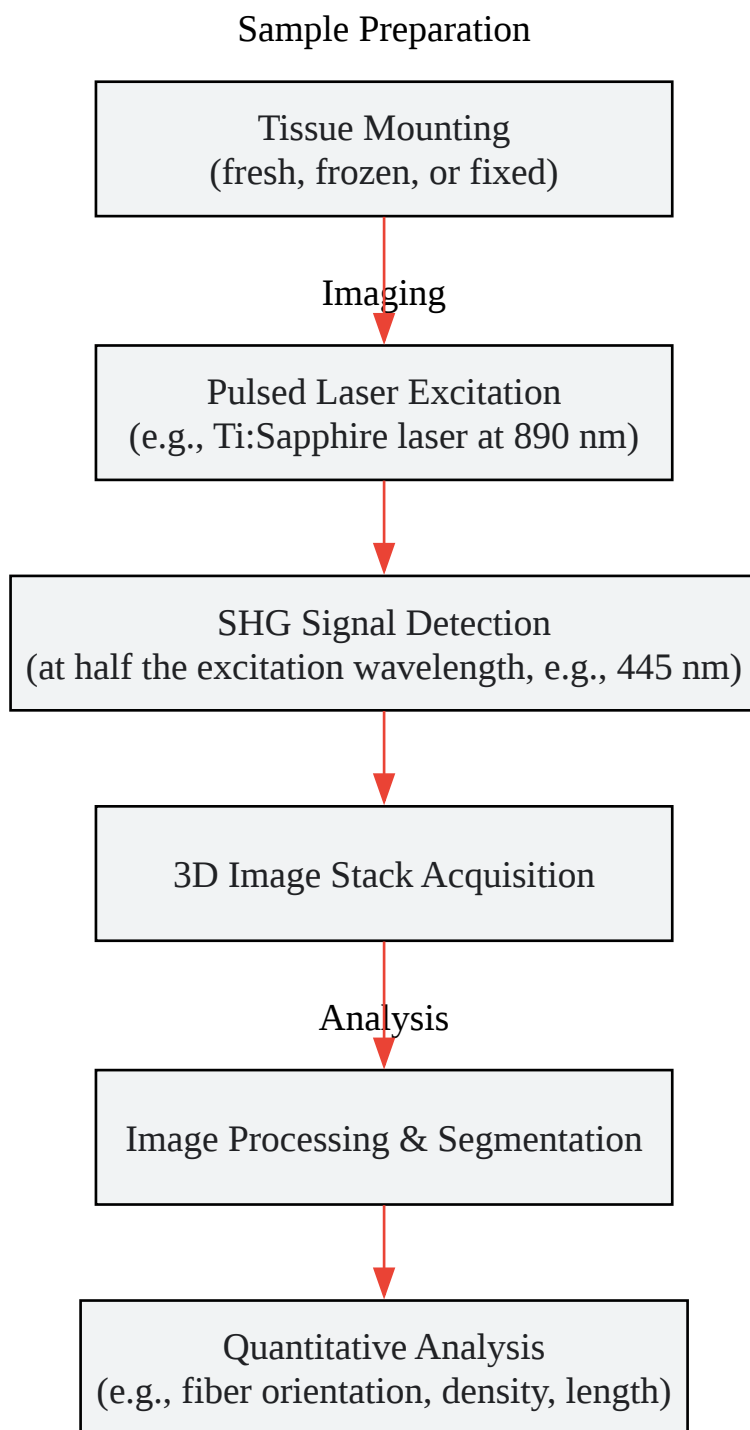 Sample Preparation
Tissue Mounting
(fresh, frozen, or fixed)
Imaging
Pulsed Laser Excitation
(e.g., Ti:Sapphire laser at 890 nm)
SHG Signal Detection
(at half the excitation wavelength, e.g., 445 nm)
3D Image Stack Acquisition
Analysis
Image Processing & Segmentation
Quantitative Analysis
(e.g., fiber orientation, density, length)